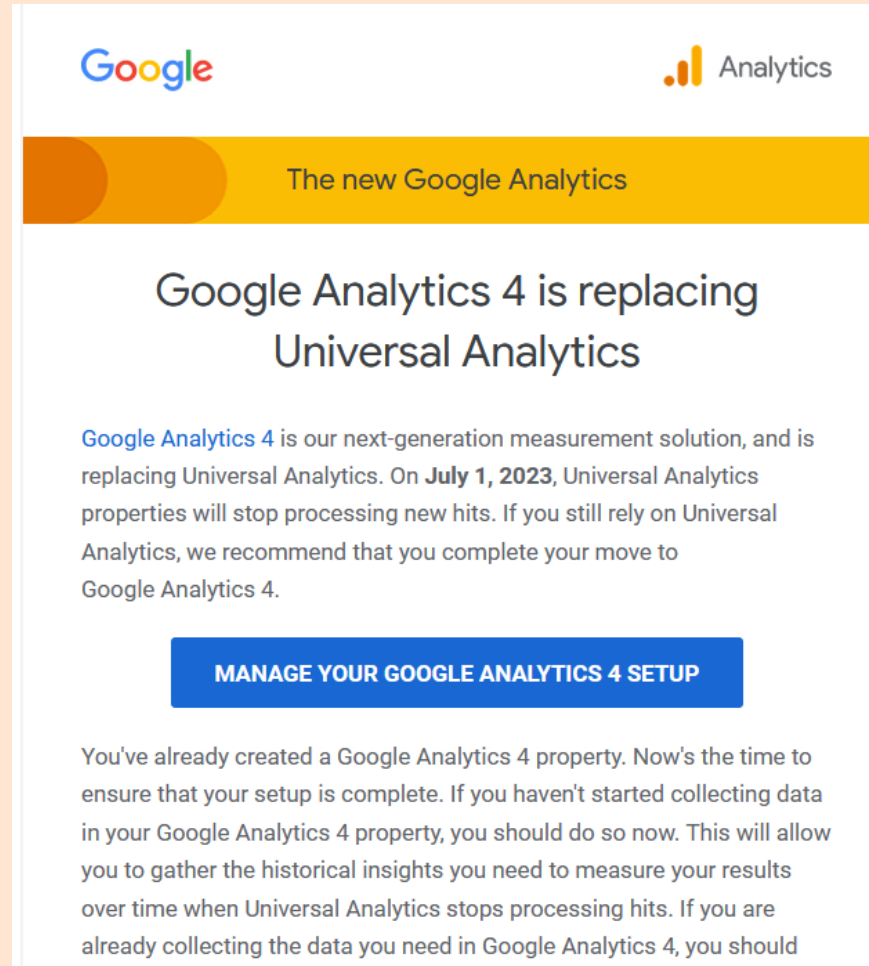 Google
Analytics
The new Google Analytics
Google Analytics 4 is replacing
Universal Analytics
Google Analytics 4 is our next-generation measurement solution, and is
replacing Universal Analytics. On July 1, 2023, Universal Analytics
properties will stop processing new hits. If you still rely on Universal
Analytics, we recommend that you complete your move to
Google Analytics 4.
MANAGE YOUR GOOGLE ANALYTICS 4 SETUP
You've already created a Google Analytics 4 property. Now's the time to
ensure that your setup is complete. If you haven't started collecting data
in your Google Analytics 4 property, you should do so now. This will allow
you to gather the historical insights you need to measure your results
over time when Universal Analytics stops processing hits. If you are
already collecting the data you need in Google Analytics 4, you should